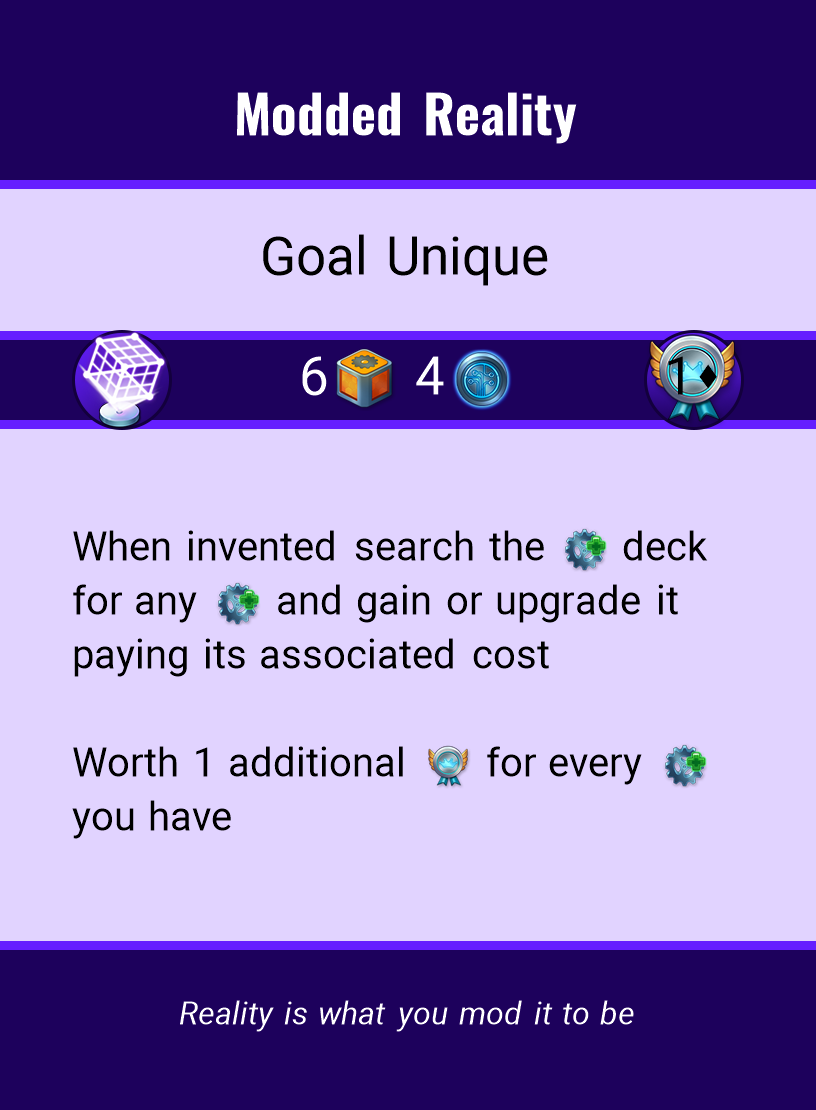 Modded Reality
Goal Unique
6 4 1♦
When invented search the deck
for any and gain or upgrade it
paying its associated cost
Worth 1 additional for every
you have
Reality is what you mod it to be